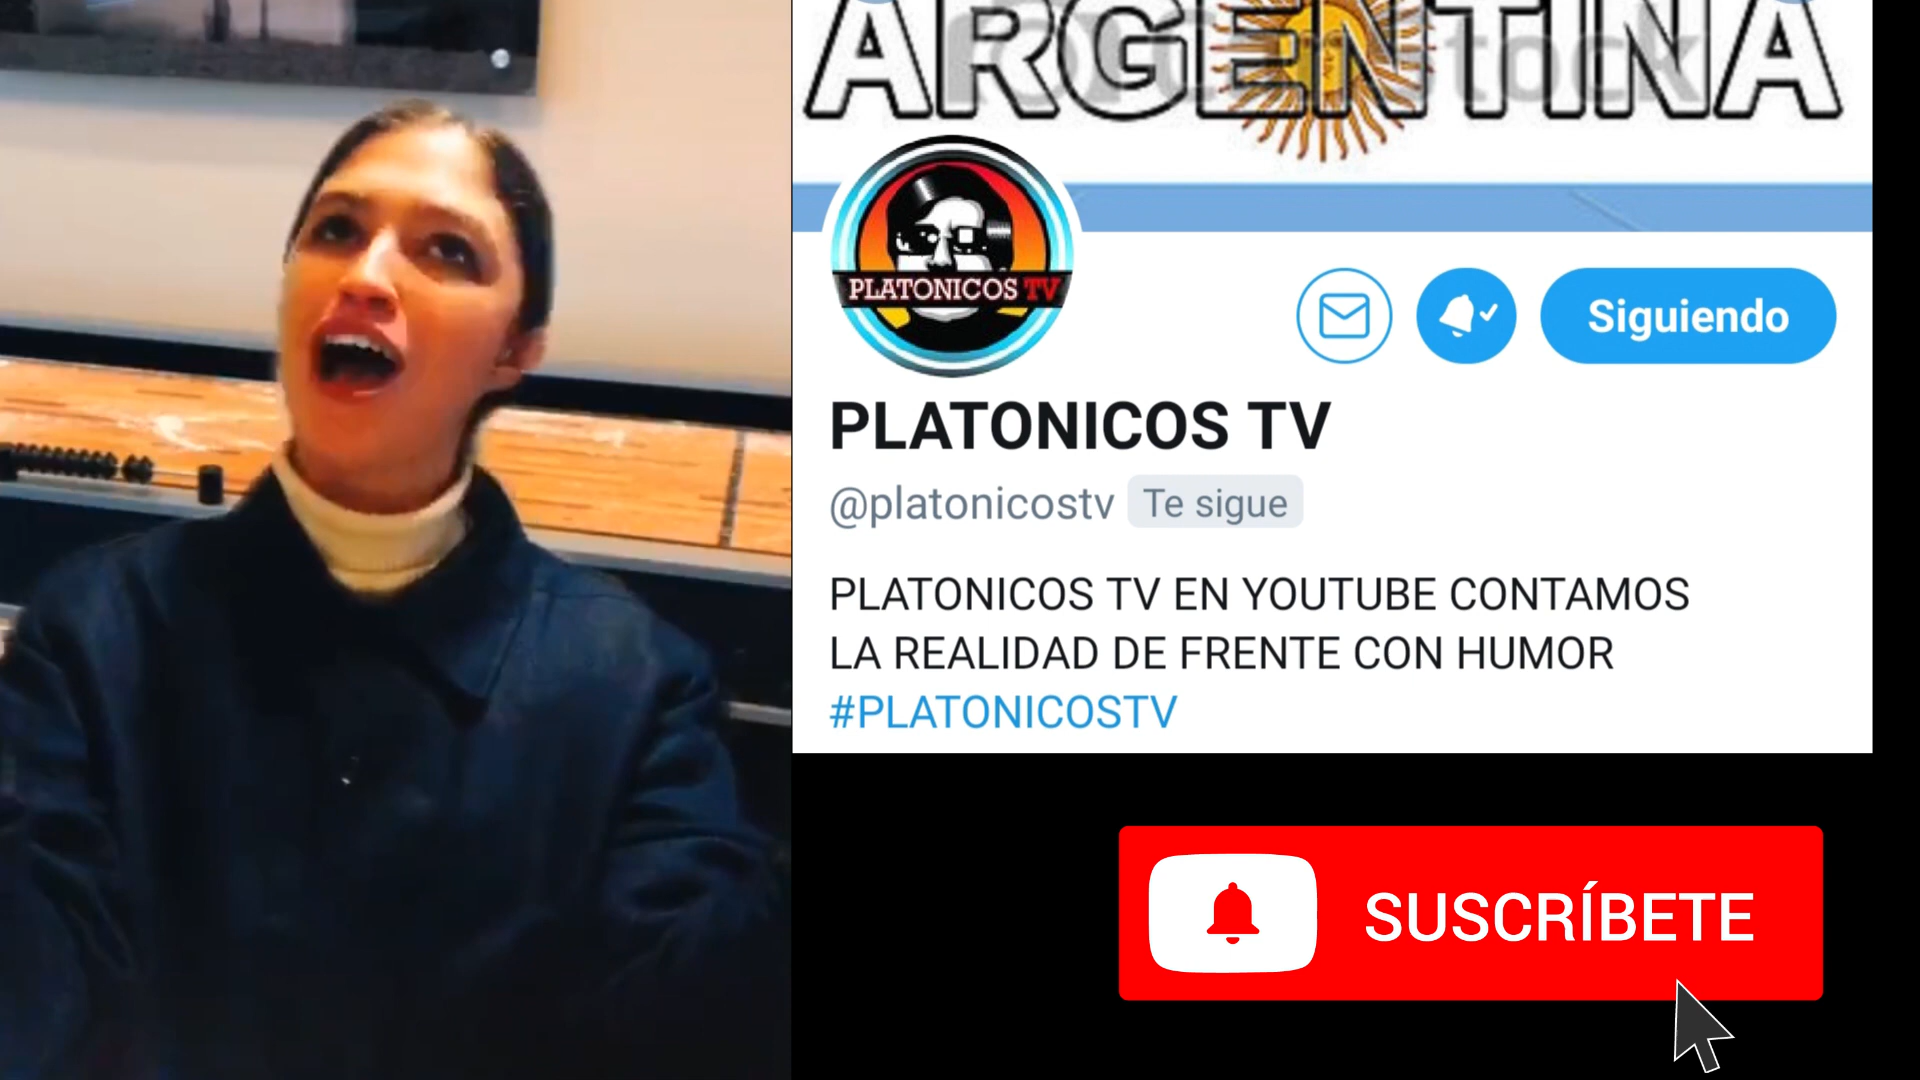 ARGENTINA
PLATONICOS TV
Siguiendo
PLATONICOS TV
@platonicostv Te sigue
PLATONICOS TV EN YOUTUBE CONTAMOS
LA REALIDAD DE FRENTE CON HUMOR
#PLATONICOSTV
SUSCRÍBETE